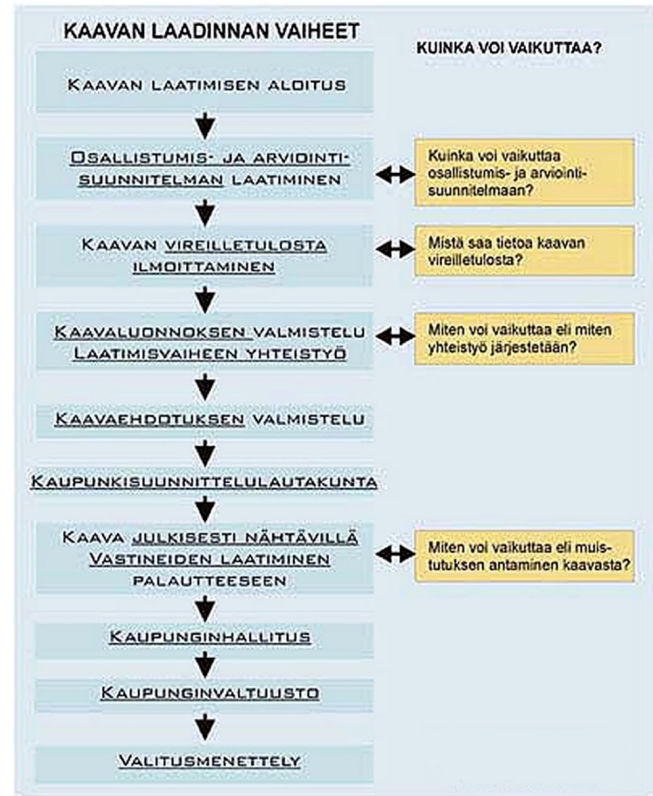 KAAVAN LAADINNAN VAIHEET
KUINKA VOI VAIKUTTAA?
KAAVAN LAATIMISEN ALOITUS
OSALLISTUMIS- JA ARVIOINTI-
SUUNNITELMAN LAATIMINEN
Kuinka voi vaikuttaa
osallistumis- ja arviointi-
suunnitelmaan?
KAAVAN VIREILLETULOSTA
ILMOITTAMINEN
Mistä saa tietoa kaavan
vireilletulosta?
KAAVALUONNOKSEN VALMISTELU
LAATIMISVAIHEEN YHTEISTYÖ
Miten voi vaikuttaa eli miten
yhteistyö järjestetään?
KAAVAEHDOTUKSEN VALMISTELU
KAUPUNKISUUNNITTELULAUTAKUNTA
KAAVA JULKISESTI NÄHTÄVILLÄ
VASTINEIDEN LAATIMINEN
PALAUTTEESEEN
Miten voi vaikuttaa eli muis-
tutuksen antaminen kaavasta?
KAUPUNGINHALLITUS
KAUPUNGINVALTUUSTO
VALITUSMENETTELY